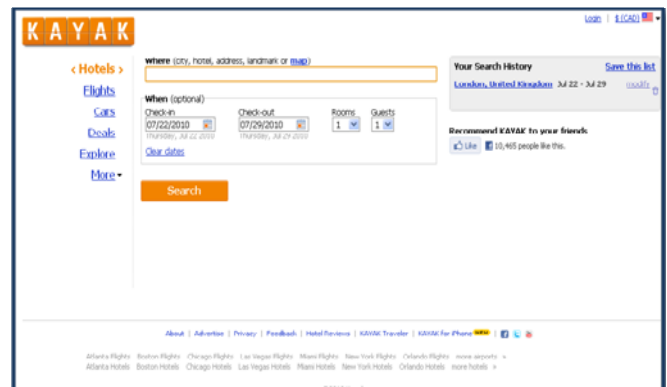 Login | $ (CAD)
KAYAK
< Hotels >
Flights
Cars
Deals
Explore
More
Where (city, hotel, address, landmark or map)
When (optional)
Check-in Check-out Rooms Guests
07/22/2010 07/29/2010 1 1
Thursday, Jul 22 2010 Thursday, Jul 29 2010
Clear dates
Search
Your Search History Save this list
London, United Kingdom Jul 22 - Jul 29 modify
Recommend KAYAK to your friends
Like 10,465 people like this.
About | Advertise | Privacy | Feedback | Hotel Reviews | KAYAK Traveler | KAYAK for iPhone NEW |
Atlanta Flights Boston Flights Chicago Flights Las Vegas Flights Miami Flights New York Flights Orlando Flights more airports »
Atlanta Hotels Boston Hotels Chicago Hotels Las Vegas Hotels Miami Hotels New York Hotels Orlando Hotels more hotels »